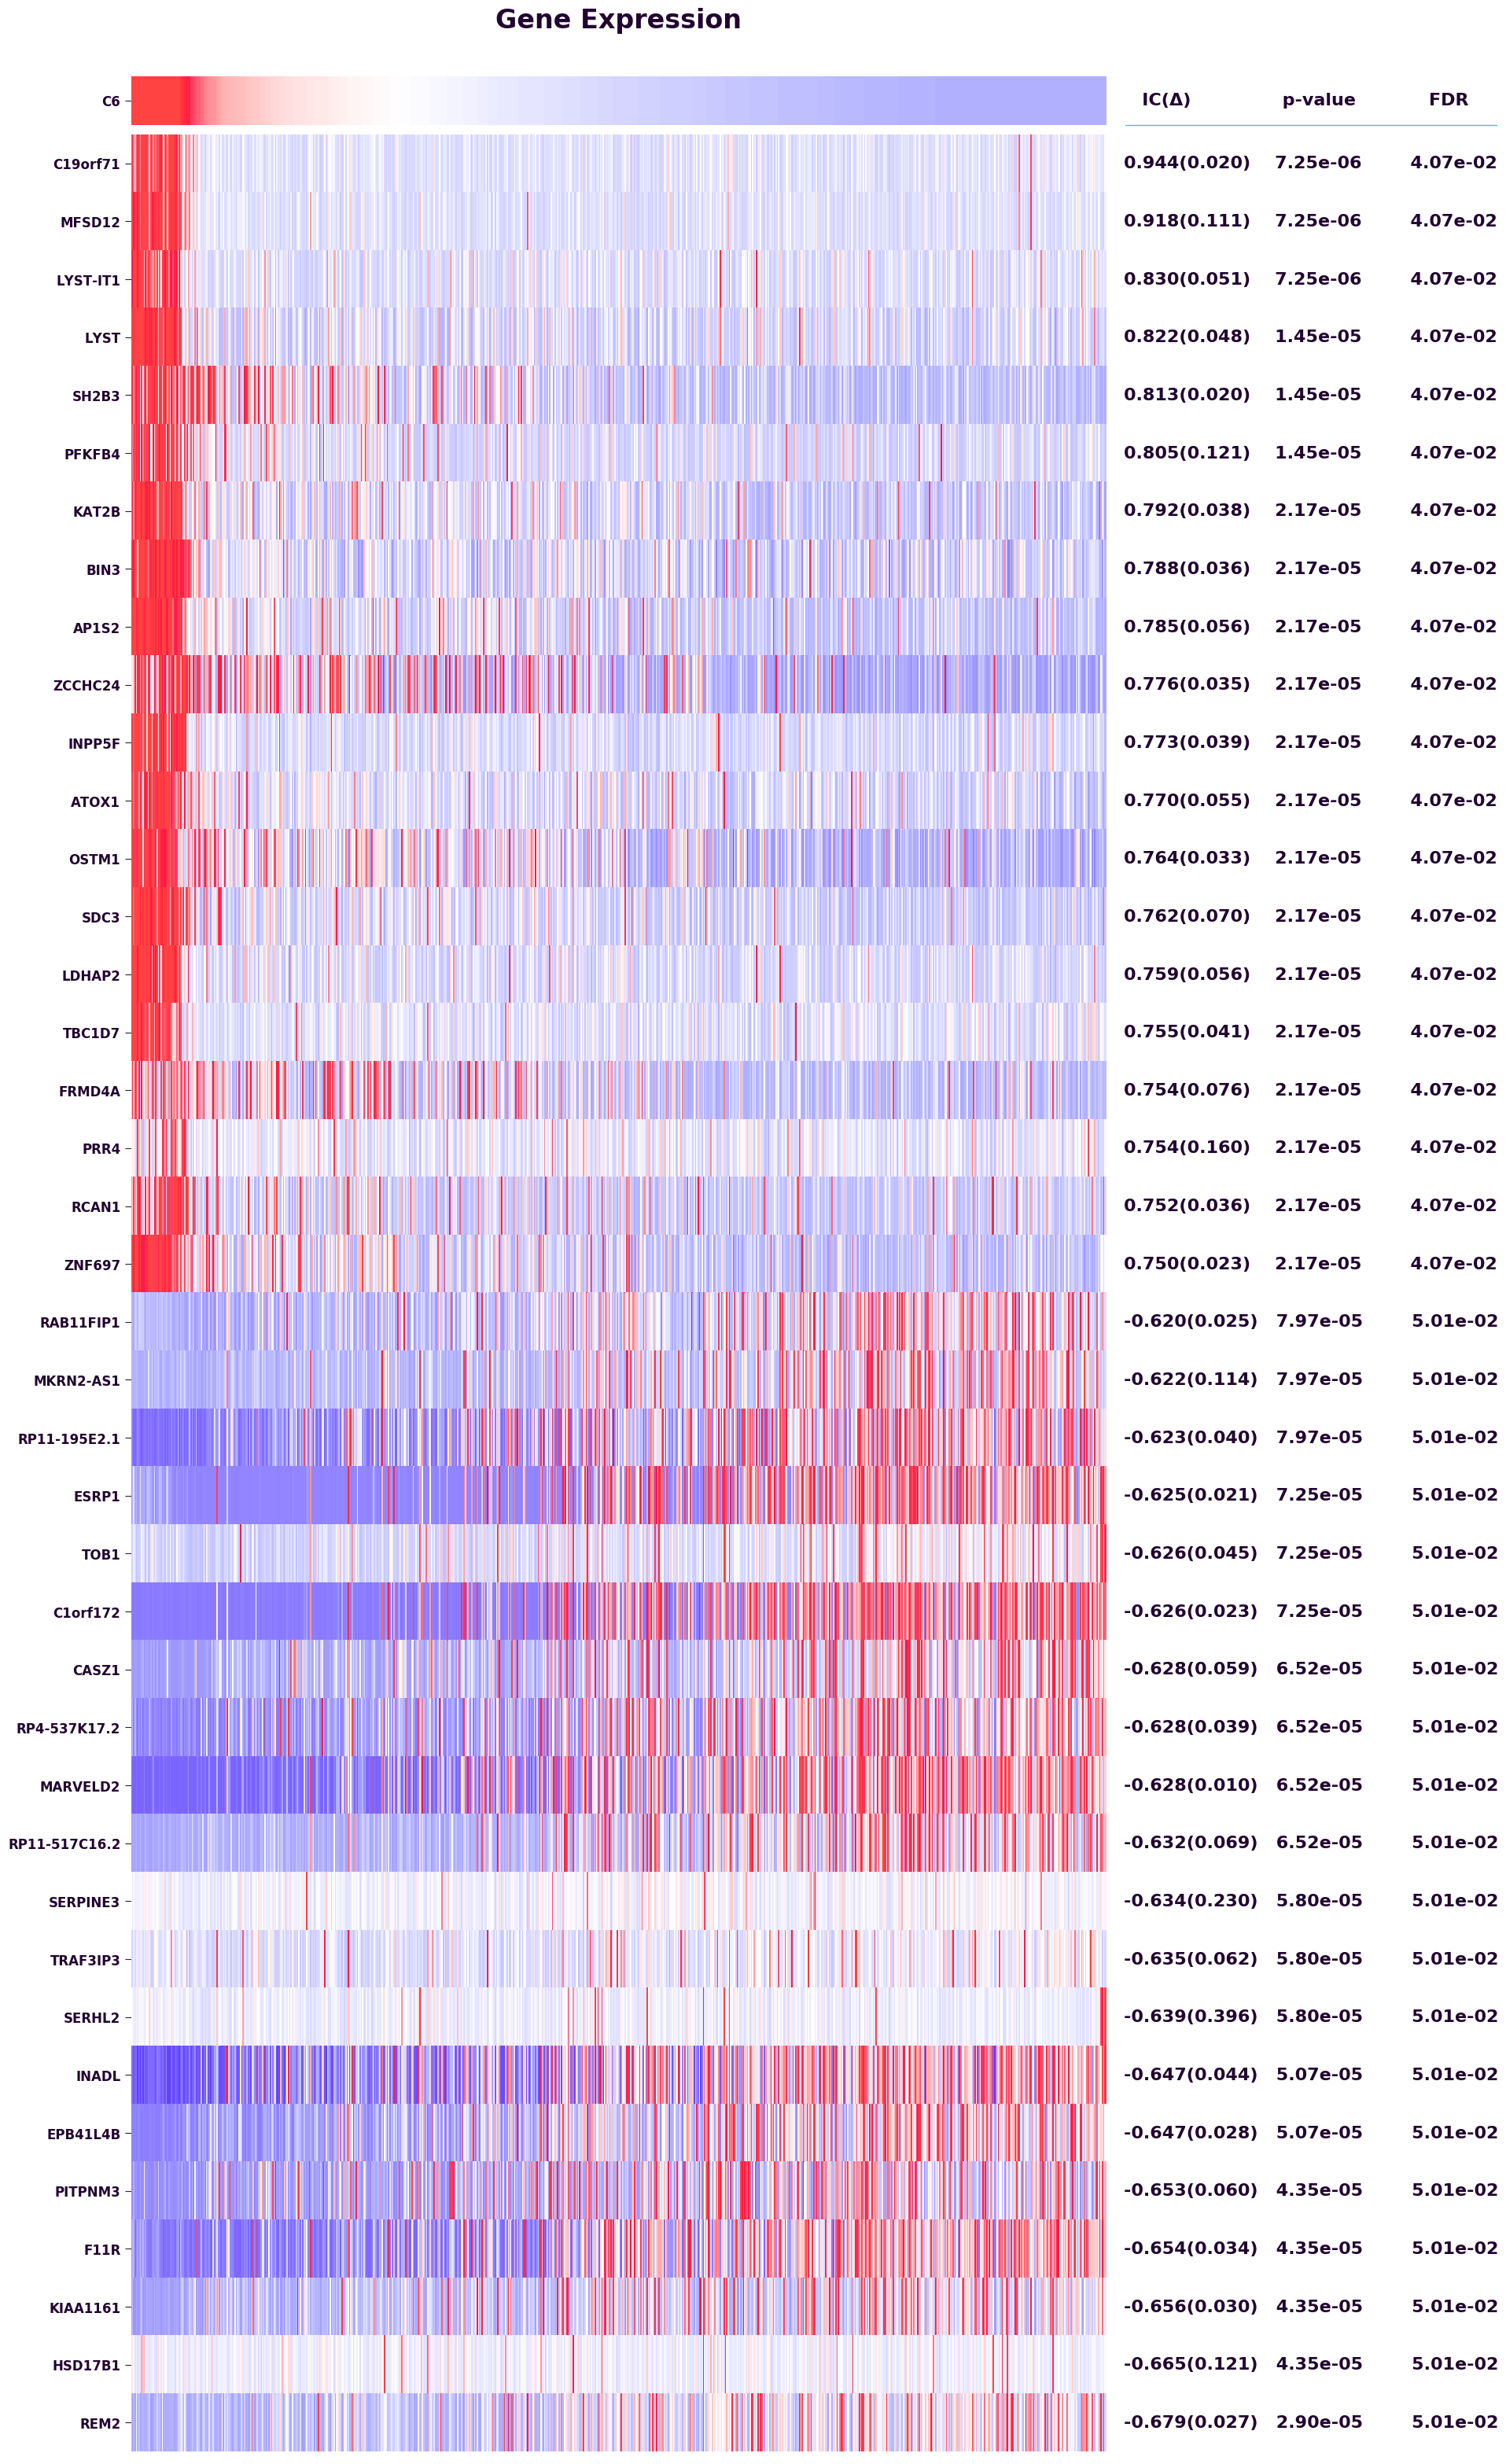 Gene Expression
C6 IC(Δ) p-value FDR
C19orf71 0.944(0.020) 7.25e-06 4.07e-02
MFSD12 0.918(0.111) 7.25e-06 4.07e-02
LYST-IT1 0.830(0.051) 7.25e-06 4.07e-02
LYST 0.822(0.048) 1.45e-05 4.07e-02
SH2B3 0.813(0.020) 1.45e-05 4.07e-02
PFKFB4 0.805(0.121) 1.45e-05 4.07e-02
KAT2B 0.792(0.038) 2.17e-05 4.07e-02
BIN3 0.788(0.036) 2.17e-05 4.07e-02
AP1S2 0.785(0.056) 2.17e-05 4.07e-02
ZCCHC24 0.776(0.035) 2.17e-05 4.07e-02
INPP5F 0.773(0.039) 2.17e-05 4.07e-02
ATOX1 0.770(0.055) 2.17e-05 4.07e-02
OSTM1 0.764(0.033) 2.17e-05 4.07e-02
SDC3 0.762(0.070) 2.17e-05 4.07e-02
LDHAP2 0.759(0.056) 2.17e-05 4.07e-02
TBC1D7 0.755(0.041) 2.17e-05 4.07e-02
FRMD4A 0.754(0.076) 2.17e-05 4.07e-02
PRR4 0.754(0.160) 2.17e-05 4.07e-02
RCAN1 0.752(0.036) 2.17e-05 4.07e-02
ZNF697 0.750(0.023) 2.17e-05 4.07e-02
RAB11FIP1 -0.620(0.025) 7.97e-05 5.01e-02
MKRN2-AS1 -0.622(0.114) 7.97e-05 5.01e-02
RP11-195E2.1 -0.623(0.040) 7.97e-05 5.01e-02
ESRP1 -0.625(0.021) 7.25e-05 5.01e-02
TOB1 -0.626(0.045) 7.25e-05 5.01e-02
C1orf172 -0.626(0.023) 7.25e-05 5.01e-02
CASZ1 -0.628(0.059) 6.52e-05 5.01e-02
RP4-537K17.2 -0.628(0.039) 6.52e-05 5.01e-02
MARVELD2 -0.628(0.010) 6.52e-05 5.01e-02
RP11-517C16.2 -0.632(0.069) 6.52e-05 5.01e-02
SERPINE3 -0.634(0.230) 5.80e-05 5.01e-02
TRAF3IP3 -0.635(0.062) 5.80e-05 5.01e-02
SERHL2 -0.639(0.396) 5.80e-05 5.01e-02
INADL -0.647(0.044) 5.07e-05 5.01e-02
EPB41L4B -0.647(0.028) 5.07e-05 5.01e-02
PITPNM3 -0.653(0.060) 4.35e-05 5.01e-02
F11R -0.654(0.034) 4.35e-05 5.01e-02
KIAA1161 -0.656(0.030) 4.35e-05 5.01e-02
HSD17B1 -0.665(0.121) 4.35e-05 5.01e-02
REM2 -0.679(0.027) 2.90e-05 5.01e-02